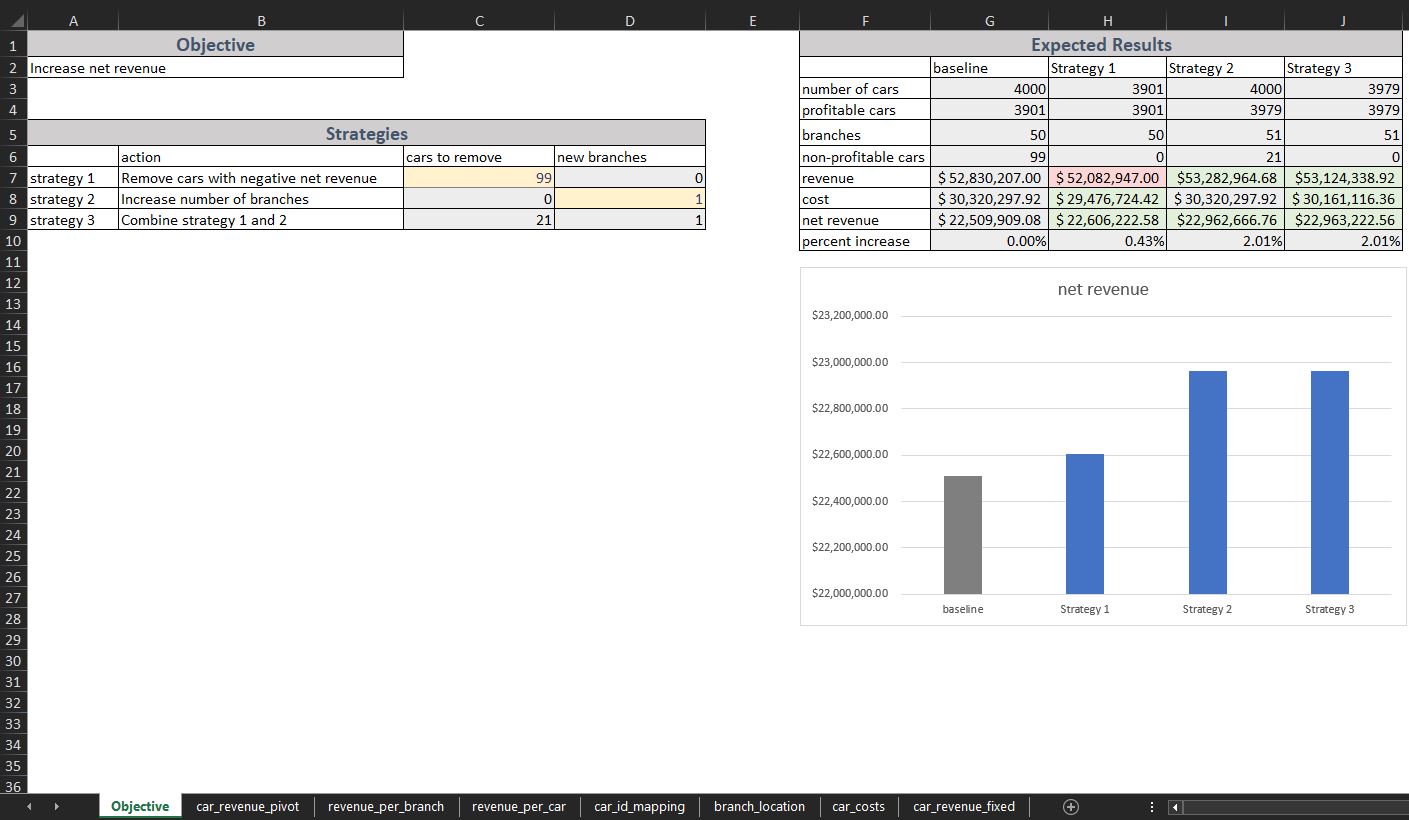 A B C D E F G H I J
1 Objective Expected Results
2 Increase net revenue baseline Strategy 1 Strategy 2 Strategy 3
3 number of cars 4000 3901 4000 3979
4 profitable cars 3901 3901 3979 3979
5 Strategies branches 50 50 51 51
6 action cars to remove new branches non-profitable cars 99 0 21 0
7 strategy 1 Remove cars with negative net revenue 99 0 revenue $ 52,830,207.00 $ 52,082,947.00 $53,282,964.68 $53,124,338.92
8 strategy 2 Increase number of branches 0 1 cost $ 30,320,297.92 $ 29,476,724.42 $ 30,320,297.92 $ 30,161,116.36
9 strategy 3 Combine strategy 1 and 2 21 1 net revenue $ 22,509,909.08 $ 22,606,222.58 $22,962,666.76 $22,963,222.56
10 percent increase 0.00% 0.43% 2.01% 2.01%
11
12 net revenue
13 $23,200,000.00
14
15
16 $23,000,000.00
17
18 $22,800,000.00
19
20 $22,600,000.00
21
22 $22,400,000.00
23
24
25 $22,200,000.00
26
27 $22,000,000.00
28 baseline Strategy 1 Strategy 2 Strategy 3
29
30
31
32
33
34
35
36
Objective car_revenue_pivot revenue_per_branch revenue_per_car car_id_mapping branch_location car_costs car_revenue_fixed